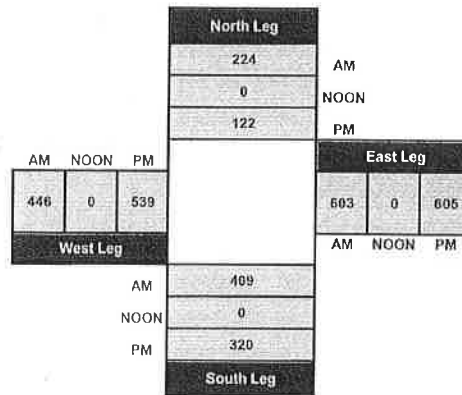 North Leg
224 AM
0 NOON
122 PM
AM NOON PM East Leg
446 0 539 603 0 605
West Leg AM NOON PM
AM 409
NOON 0
PM 320
South Leg